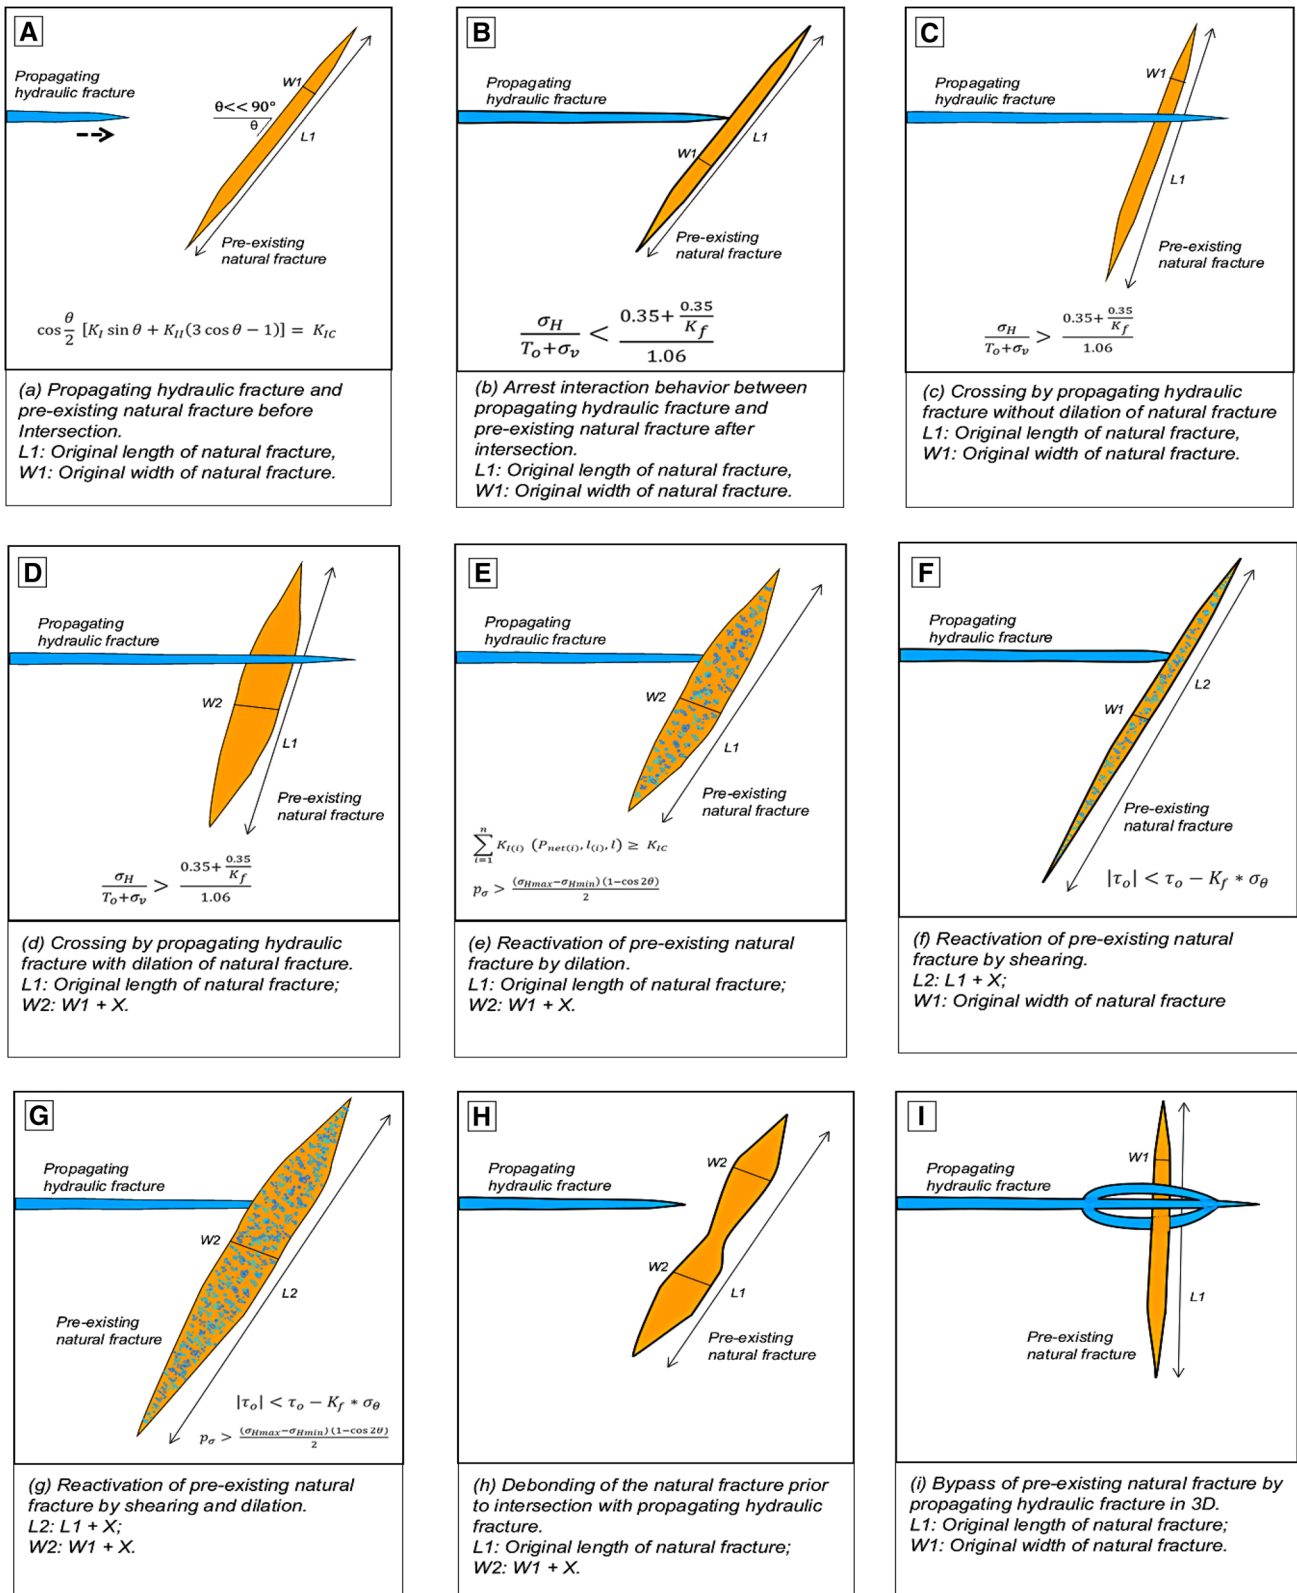 A
Propagating
hydraulic fracture
θ<< 90°
θ
W1
L1
Pre-existing
natural fracture
cos θ/2 [K_I sin θ + K_II(3 cos θ − 1)] = K_IC
(a) Propagating hydraulic fracture and
pre-existing natural fracture before
Intersection.
L1: Original length of natural fracture,
W1: Original width of natural fracture.
B
Propagating
hydraulic fracture
W1
L1
Pre-existing
natural fracture
σ_H/(T_o+σ_v) < (0.35+ 0.35/K_f)/1.06
(b) Arrest interaction behavior between
propagating hydraulic fracture and
pre-existing natural fracture after
intersection.
L1: Original length of natural fracture,
W1: Original width of natural fracture.
C
Propagating
hydraulic fracture
W1
L1
Pre-existing
natural fracture
σ_H/(T_o+σ_v) > (0.35+ 0.35/K_f)/1.06
(c) Crossing by propagating hydraulic
fracture without dilation of natural fracture
L1: Original length of natural fracture,
W1: Original width of natural fracture.
D
Propagating
hydraulic fracture
W2
L1
Pre-existing
natural fracture
σ_H/(T_o+σ_v) > (0.35+ 0.35/K_f)/1.06
(d) Crossing by propagating hydraulic
fracture with dilation of natural fracture.
L1: Original length of natural fracture;
W2: W1 + X.
E
Propagating
hydraulic fracture
W2
L1
Pre-existing
natural fracture
∑_{i=1}^{n} K_I(i) (P_net(i), l_(i), l) ≥ K_IC
p_σ > (σ_Hmax−σ_Hmin)(1−cos 2θ)/2
(e) Reactivation of pre-existing natural
fracture by dilation.
L1: Original length of natural fracture;
W2: W1 + X.
F
Propagating
hydraulic fracture
W1
L2
Pre-existing
natural fracture
|τ_o| < τ_o − K_f * σ_θ
(f) Reactivation of pre-existing natural
fracture by shearing.
L2: L1 + X;
W1: Original width of natural fracture
G
Propagating
hydraulic fracture
W2
L2
Pre-existing
natural fracture
|τ_o| < τ_o − K_f * σ_θ
p_σ > (σ_Hmax−σ_Hmin)(1−cos 2θ)/2
(g) Reactivation of pre-existing natural
fracture by shearing and dilation.
L2: L1 + X;
W2: W1 + X.
H
Propagating
hydraulic fracture
W2
W2
L1
Pre-existing
natural fracture
(h) Debonding of the natural fracture prior
to intersection with propagating hydraulic
fracture.
L1: Original length of natural fracture;
W2: W1 + X.
I
Propagating
hydraulic fracture
W1
L1
Pre-existing
natural fracture
(i) Bypass of pre-existing natural fracture by
propagating hydraulic fracture in 3D.
L1: Original length of natural fracture;
W1: Original width of natural fracture.